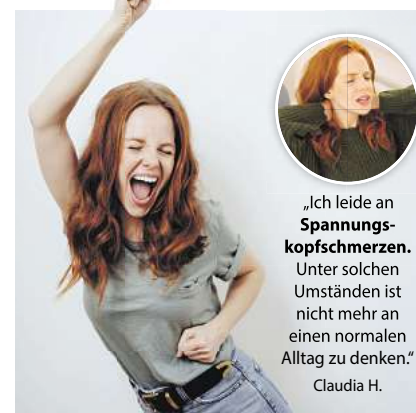 „Ich leide an
Spannungs-
kopfschmerzen.
Unter solchen
Umständen ist
nicht mehr an
einen normalen
Alltag zu denken.“
Claudia H.